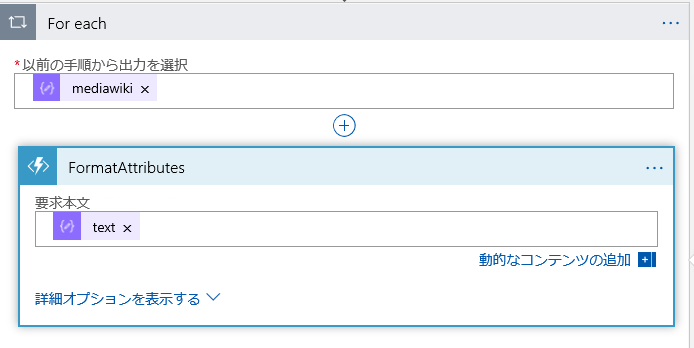 For each
*以前の手順から出力を選択
mediawiki
FormatAttributes
要求本文
text
動的なコンテンツの追加
詳細オプションを表示する